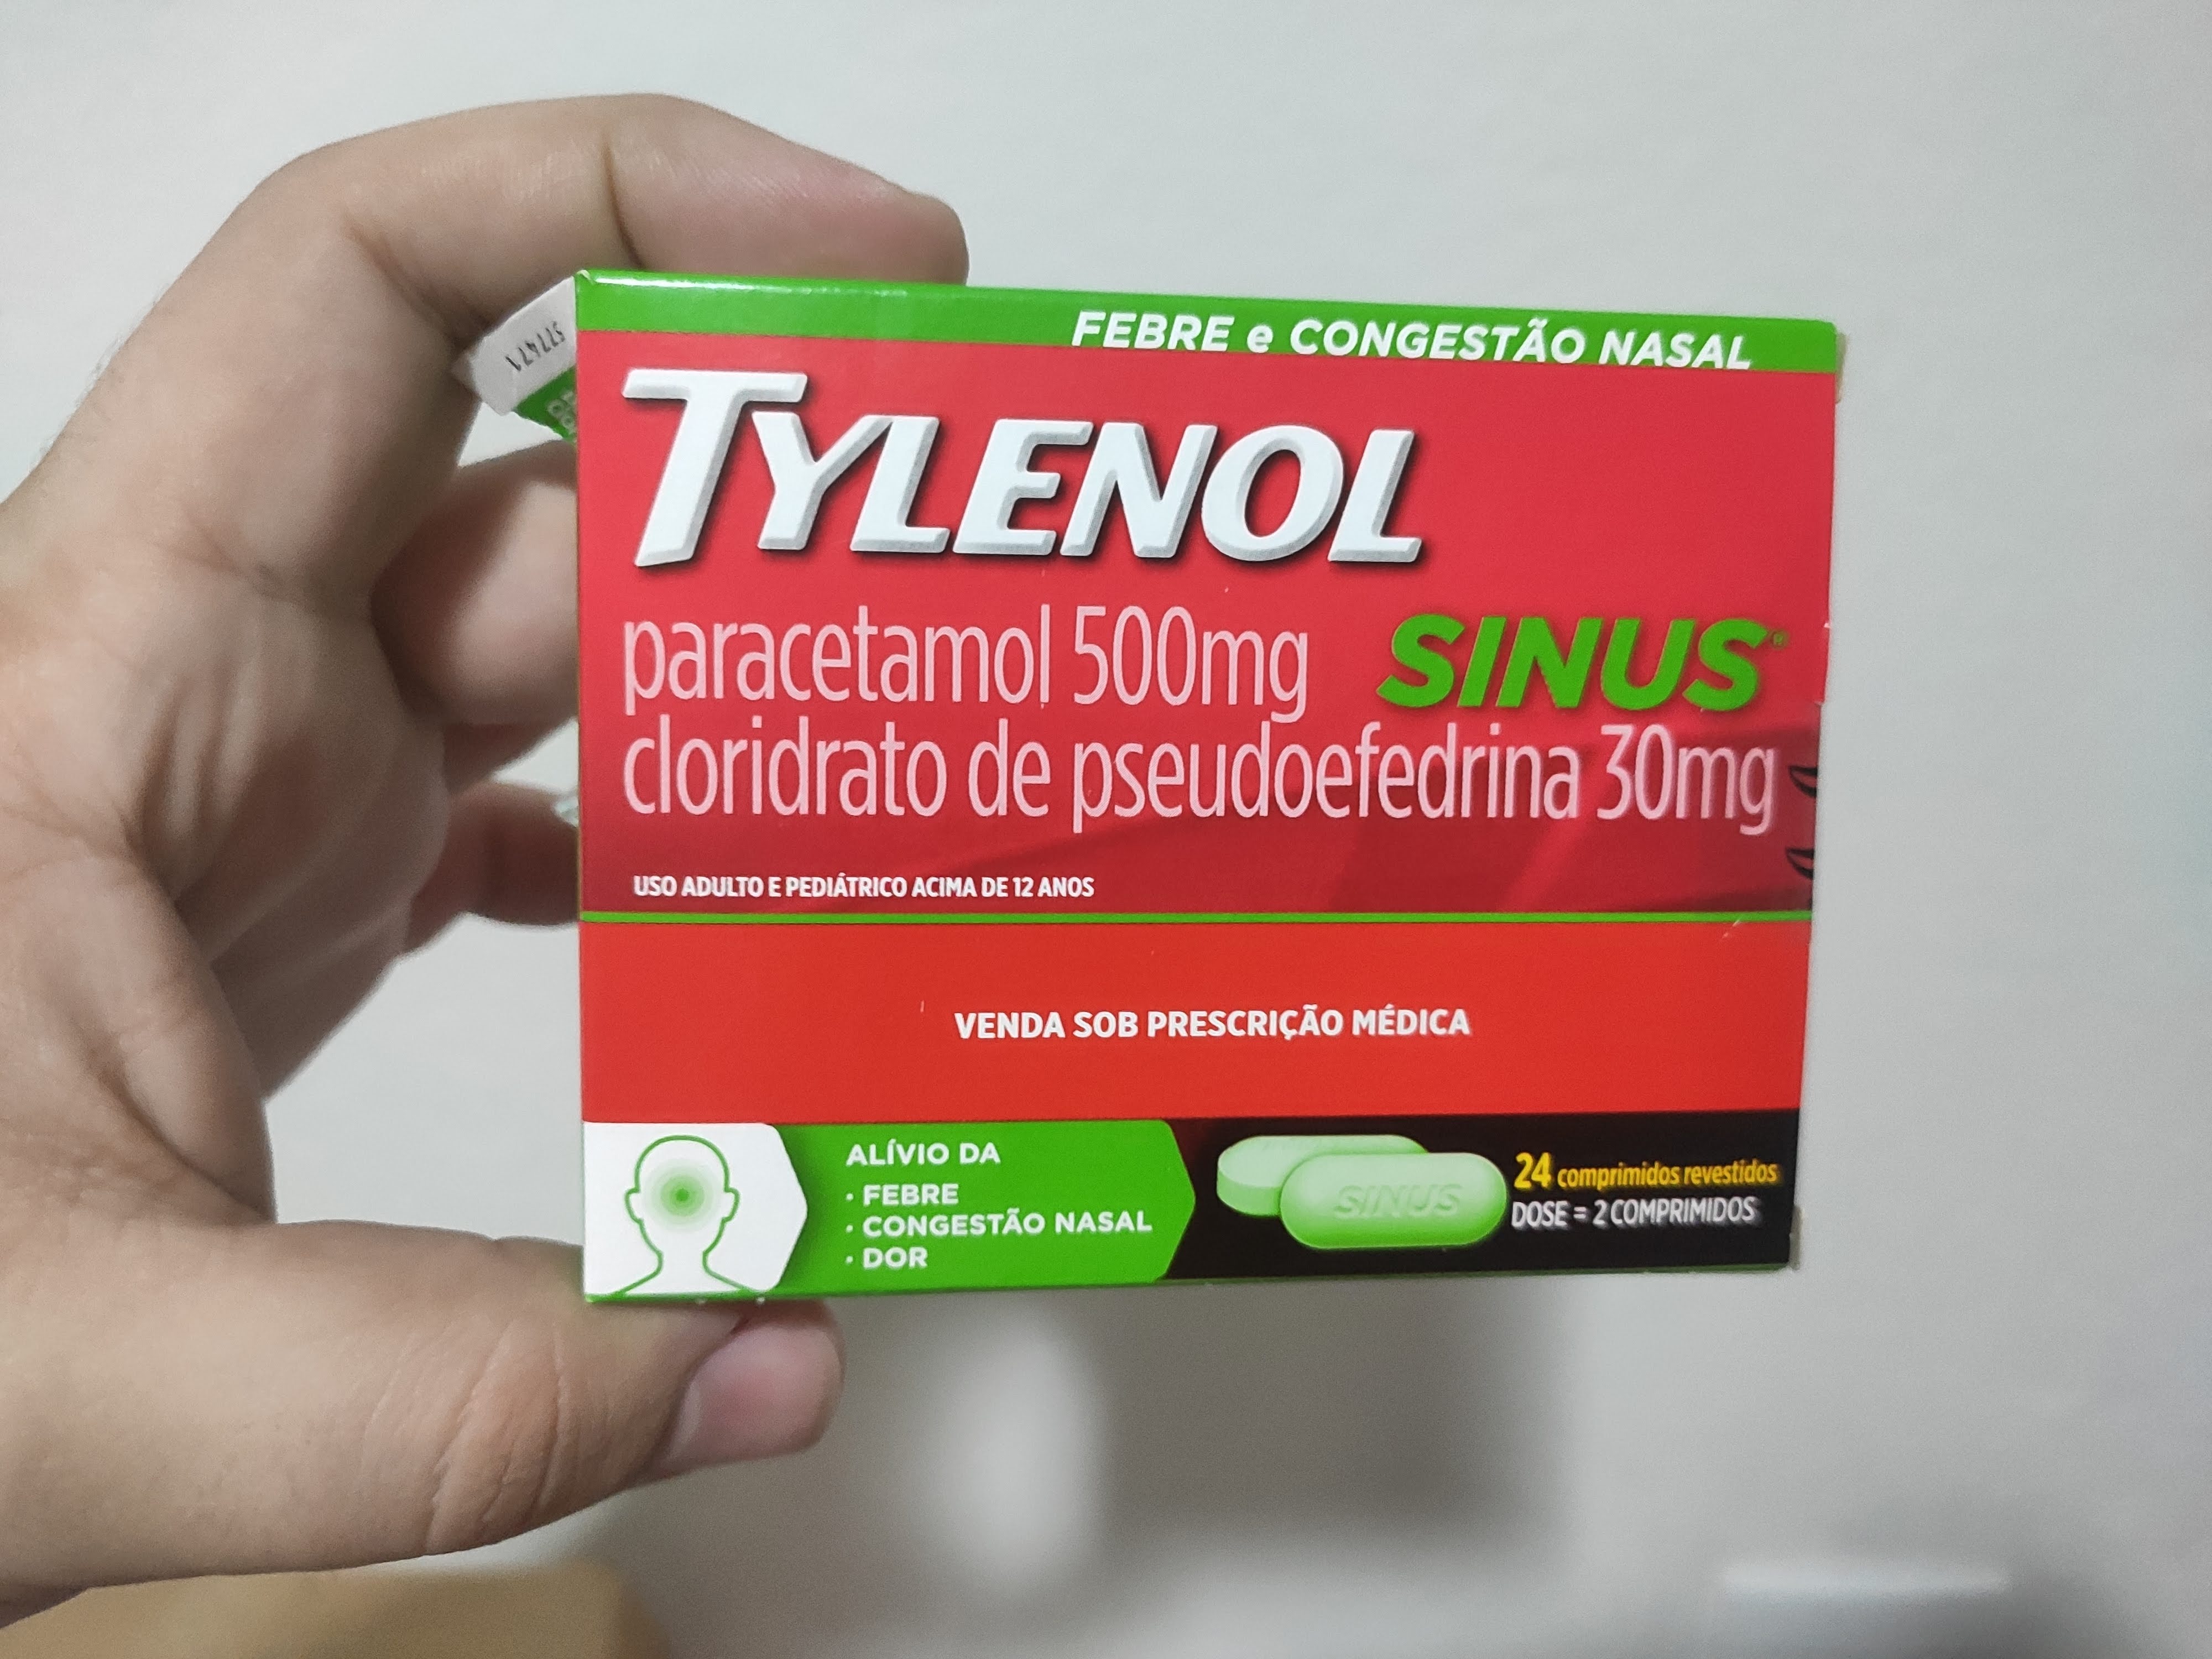 FEBRE e CONGESTÃO NASAL
TYLENOL
paracetamol 500mg SINUS®
cloridrato de pseudoefedrina 30mg
USO ADULTO E PEDIÁTRICO ACIMA DE 12 ANOS
VENDA SOB PRESCRIÇÃO MÉDICA
ALÍVIO DA
· FEBRE
· CONGESTÃO NASAL
· DOR
SINUS
24 comprimidos revestidos
DOSE = 2 COMPRIMIDOS